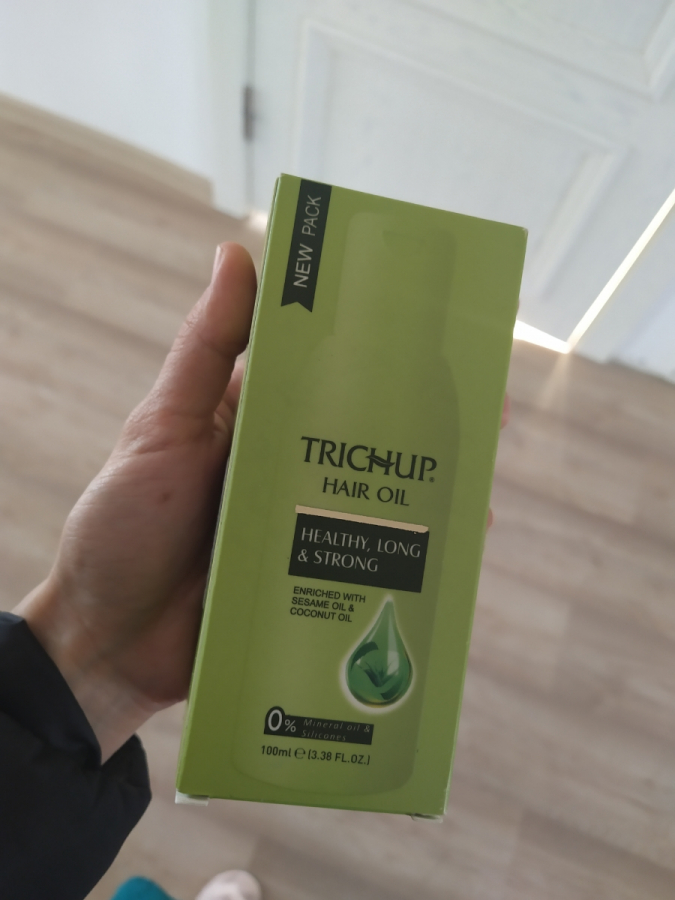 NEW PACK
TRICHUP®
HAIR OIL
HEALTHY, LONG
& STRONG
ENRICHED WITH
SESAME OIL &
COCONUT OIL
0% Mineral oil &
Silicones
100ml ℮ (3.38 FL.OZ.)